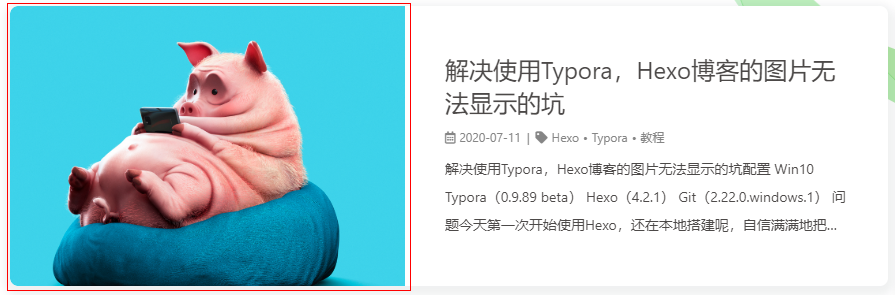 解决使用Typora，Hexo博客的图片无
法显示的坑
2020-07-11 | Hexo • Typora • 教程
解决使用Typora，Hexo博客的图片无法显示的坑配置 Win10
Typora（0.9.89 beta） Hexo（4.2.1） Git（2.22.0.windows.1） 问
题今天第一次开始使用Hexo，还在本地搭建呢，自信满满地把...